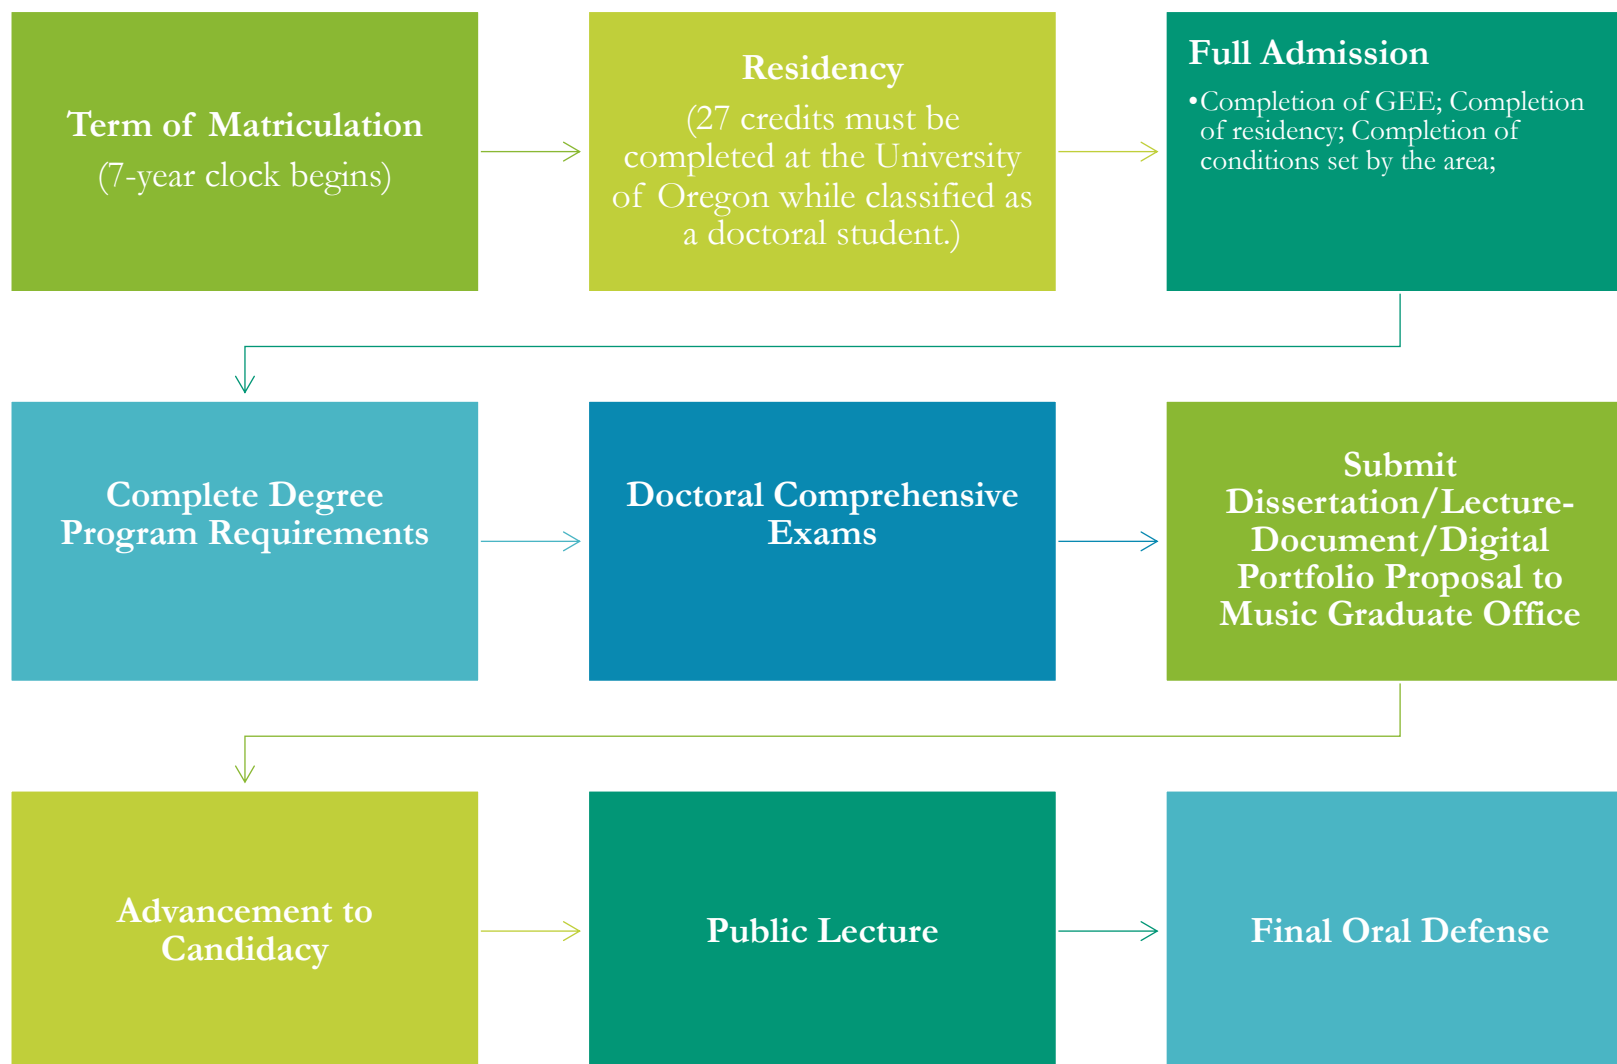 Term of Matriculation
(7-year clock begins)
Residency
(27 credits must be
completed at the University
of Oregon while classified as
a doctoral student.)
Full Admission
•Completion of GEE; Completion
of residency; Completion of
conditions set by the area;
Complete Degree
Program Requirements
Doctoral Comprehensive
Exams
Submit
Dissertation/Lecture-
Document/Digital
Portfolio Proposal to
Music Graduate Office
Advancement to
Candidacy
Public Lecture
Final Oral Defense